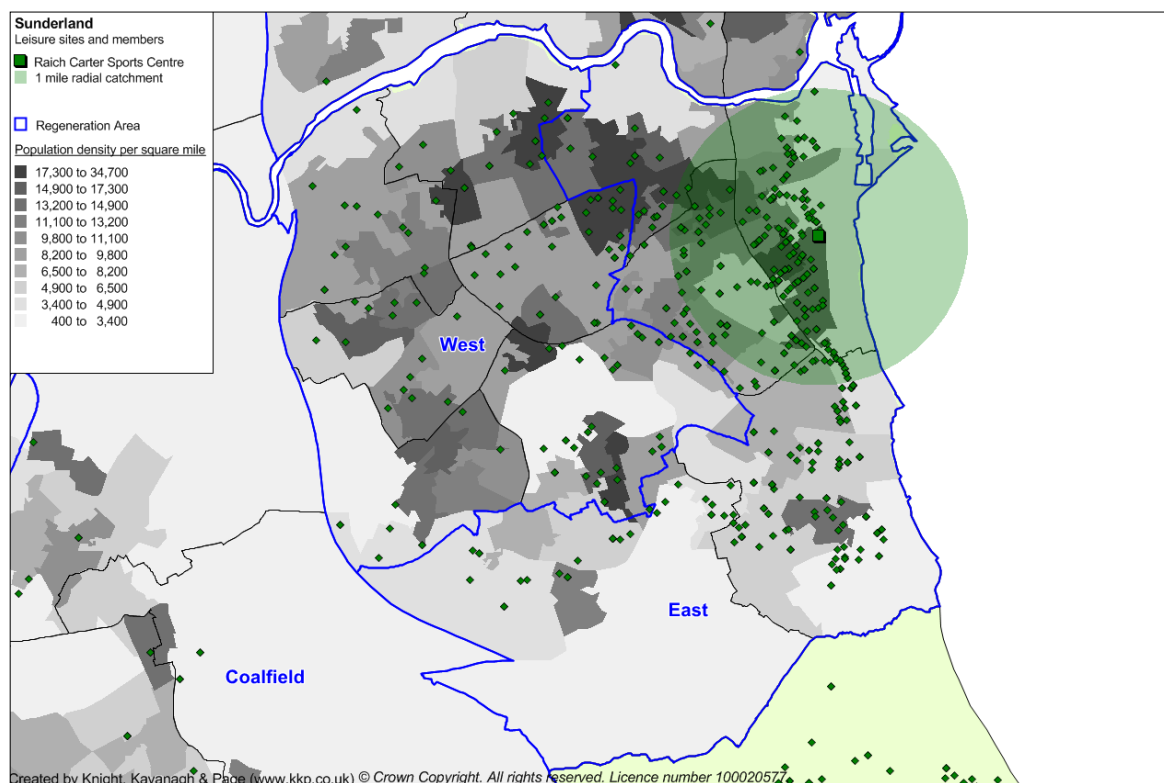 Sunderland
Leisure sites and members
Raich Carter Sports Centre
1 mile radial catchment
Regeneration Area
Population density per square mile
17,300 to 34,700
14,900 to 17,300
13,200 to 14,900
11,100 to 13,200
9,800 to 11,100
8,200 to 9,800
6,500 to 8,200
4,900 to 6,500
3,400 to 4,900
400 to 3,400
West
East
Coalfield
Created by Knight, Kavanagh & Page (www.kkp.co.uk) © Crown Copyright. All rights reserved. Licence number 100020577